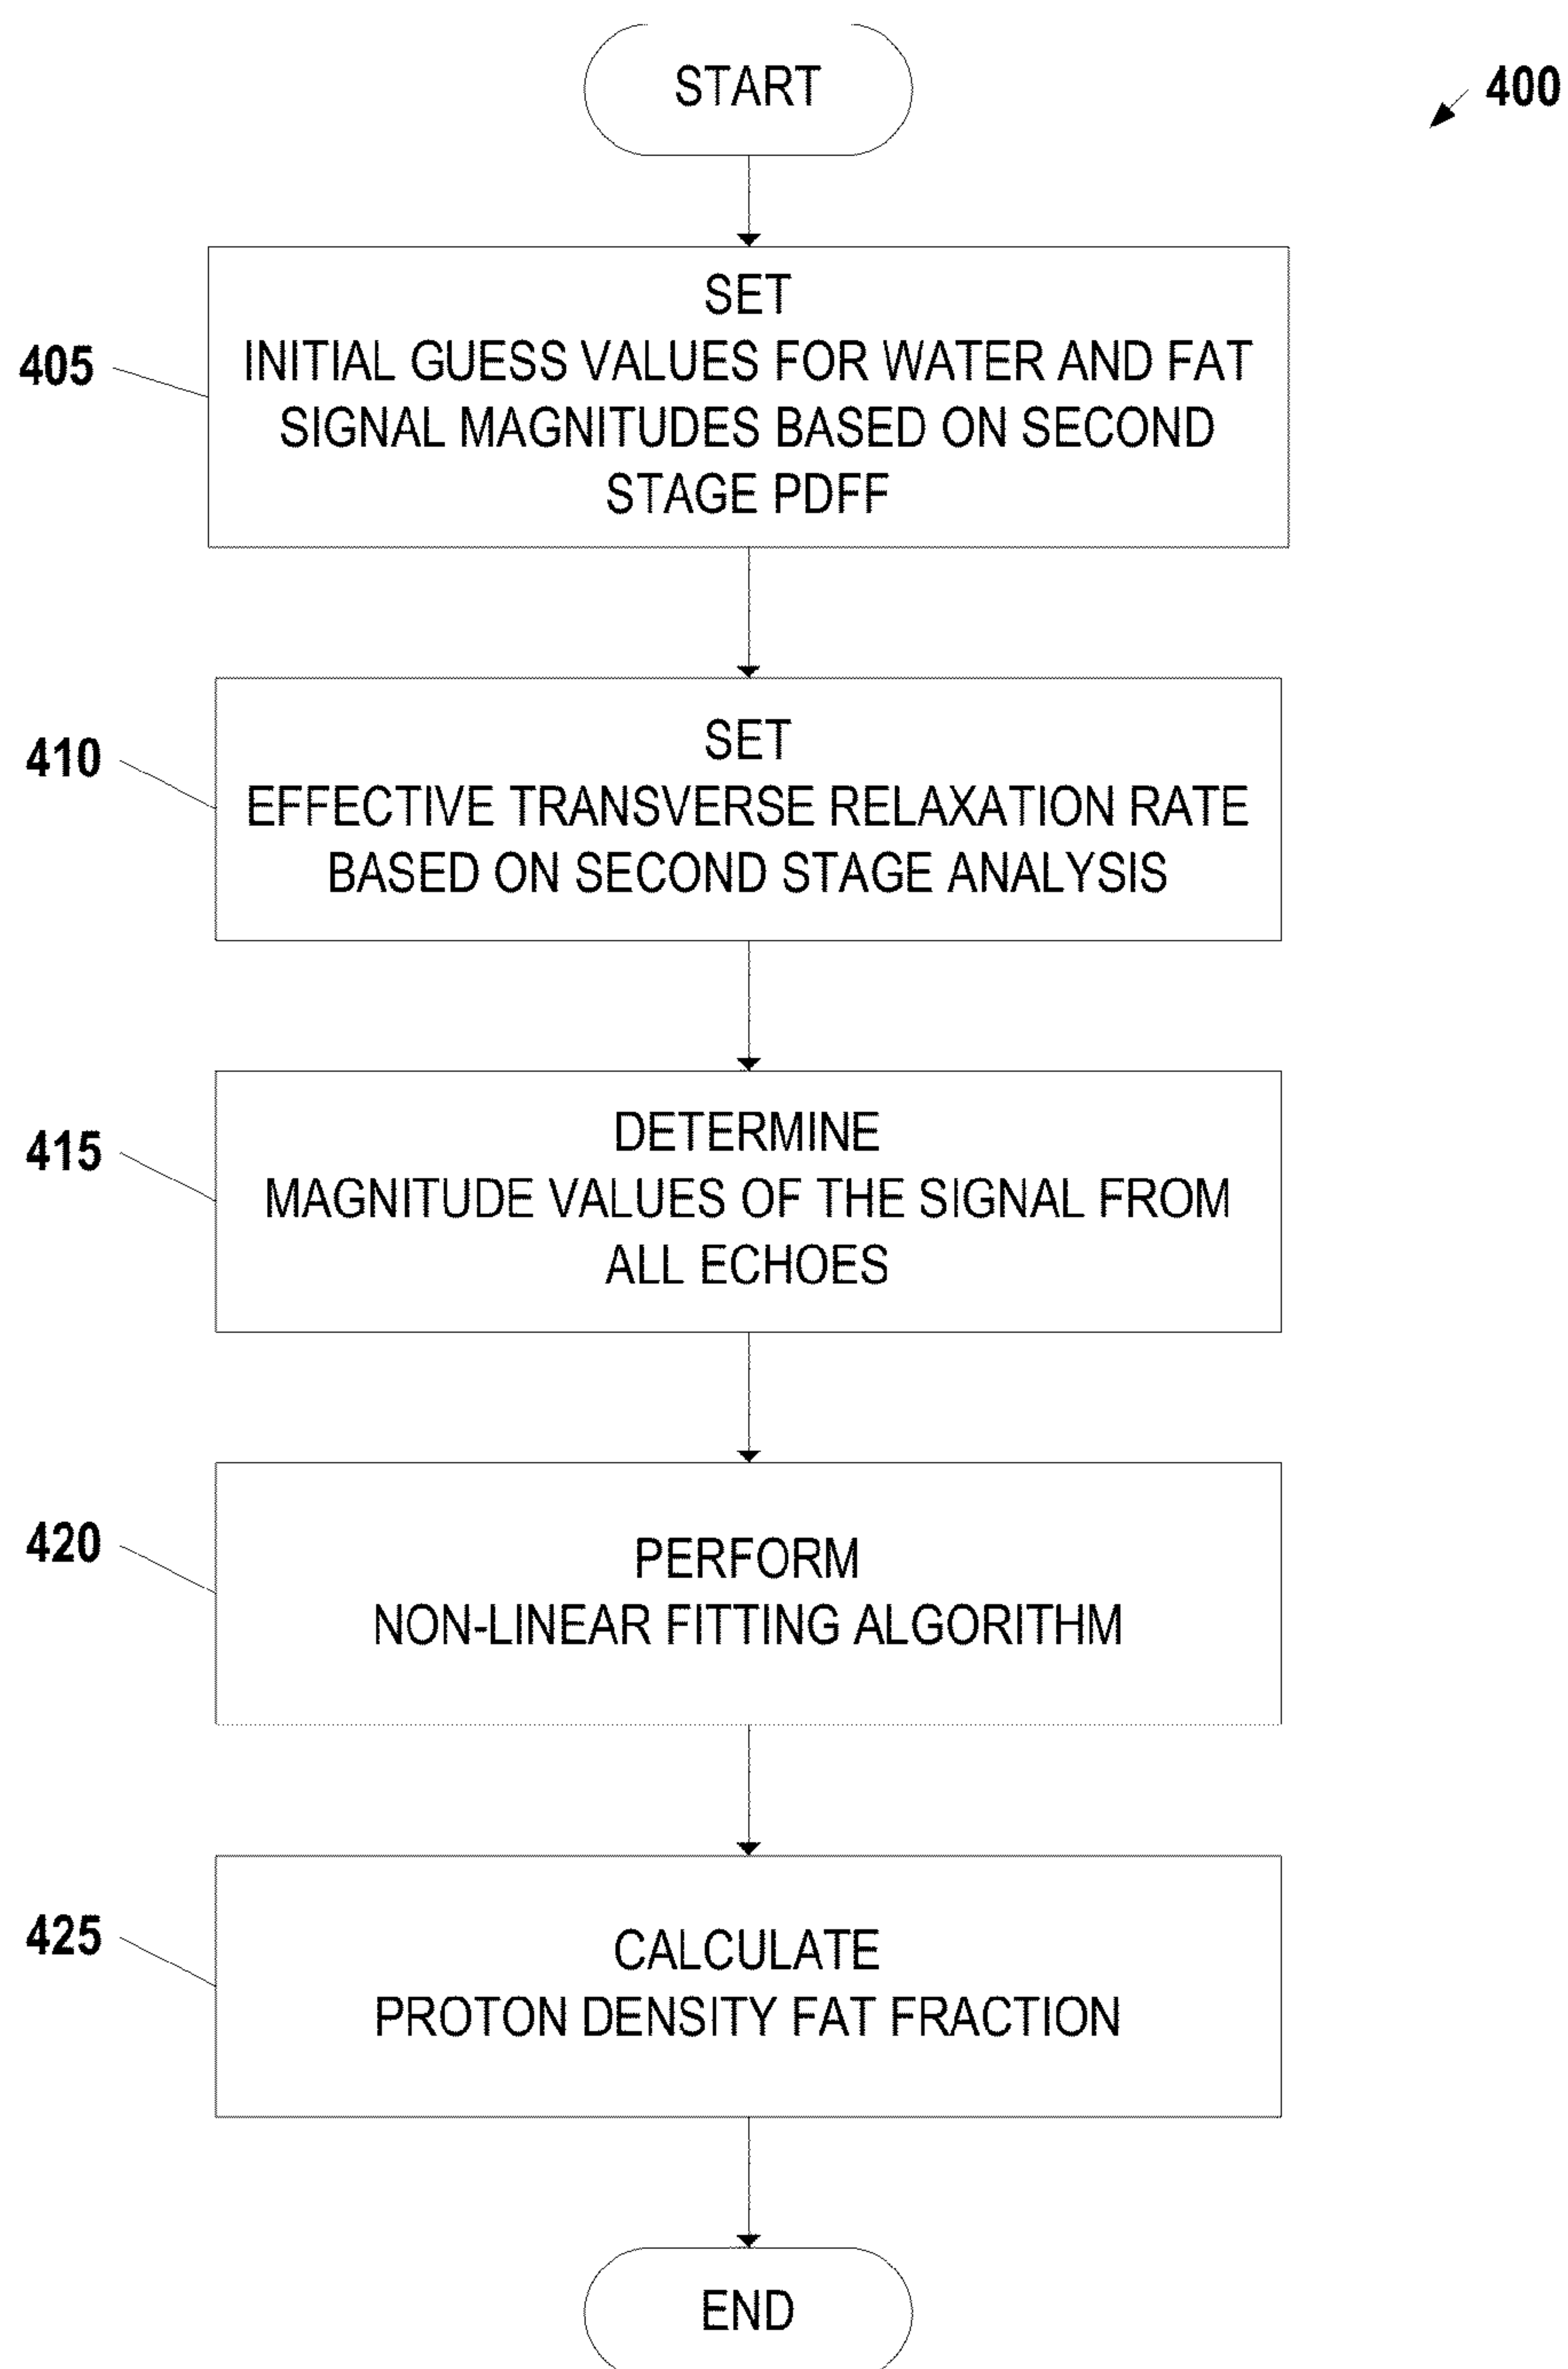 START
400
SET
INITIAL GUESS VALUES FOR WATER AND FAT
SIGNAL MAGNITUDES BASED ON SECOND
STAGE PDFF
405
SET
EFFECTIVE TRANSVERSE RELAXATION RATE
BASED ON SECOND STAGE ANALYSIS
410
DETERMINE
MAGNITUDE VALUES OF THE SIGNAL FROM
ALL ECHOES
415
PERFORM
NON-LINEAR FITTING ALGORITHM
420
CALCULATE
PROTON DENSITY FAT FRACTION
425
END